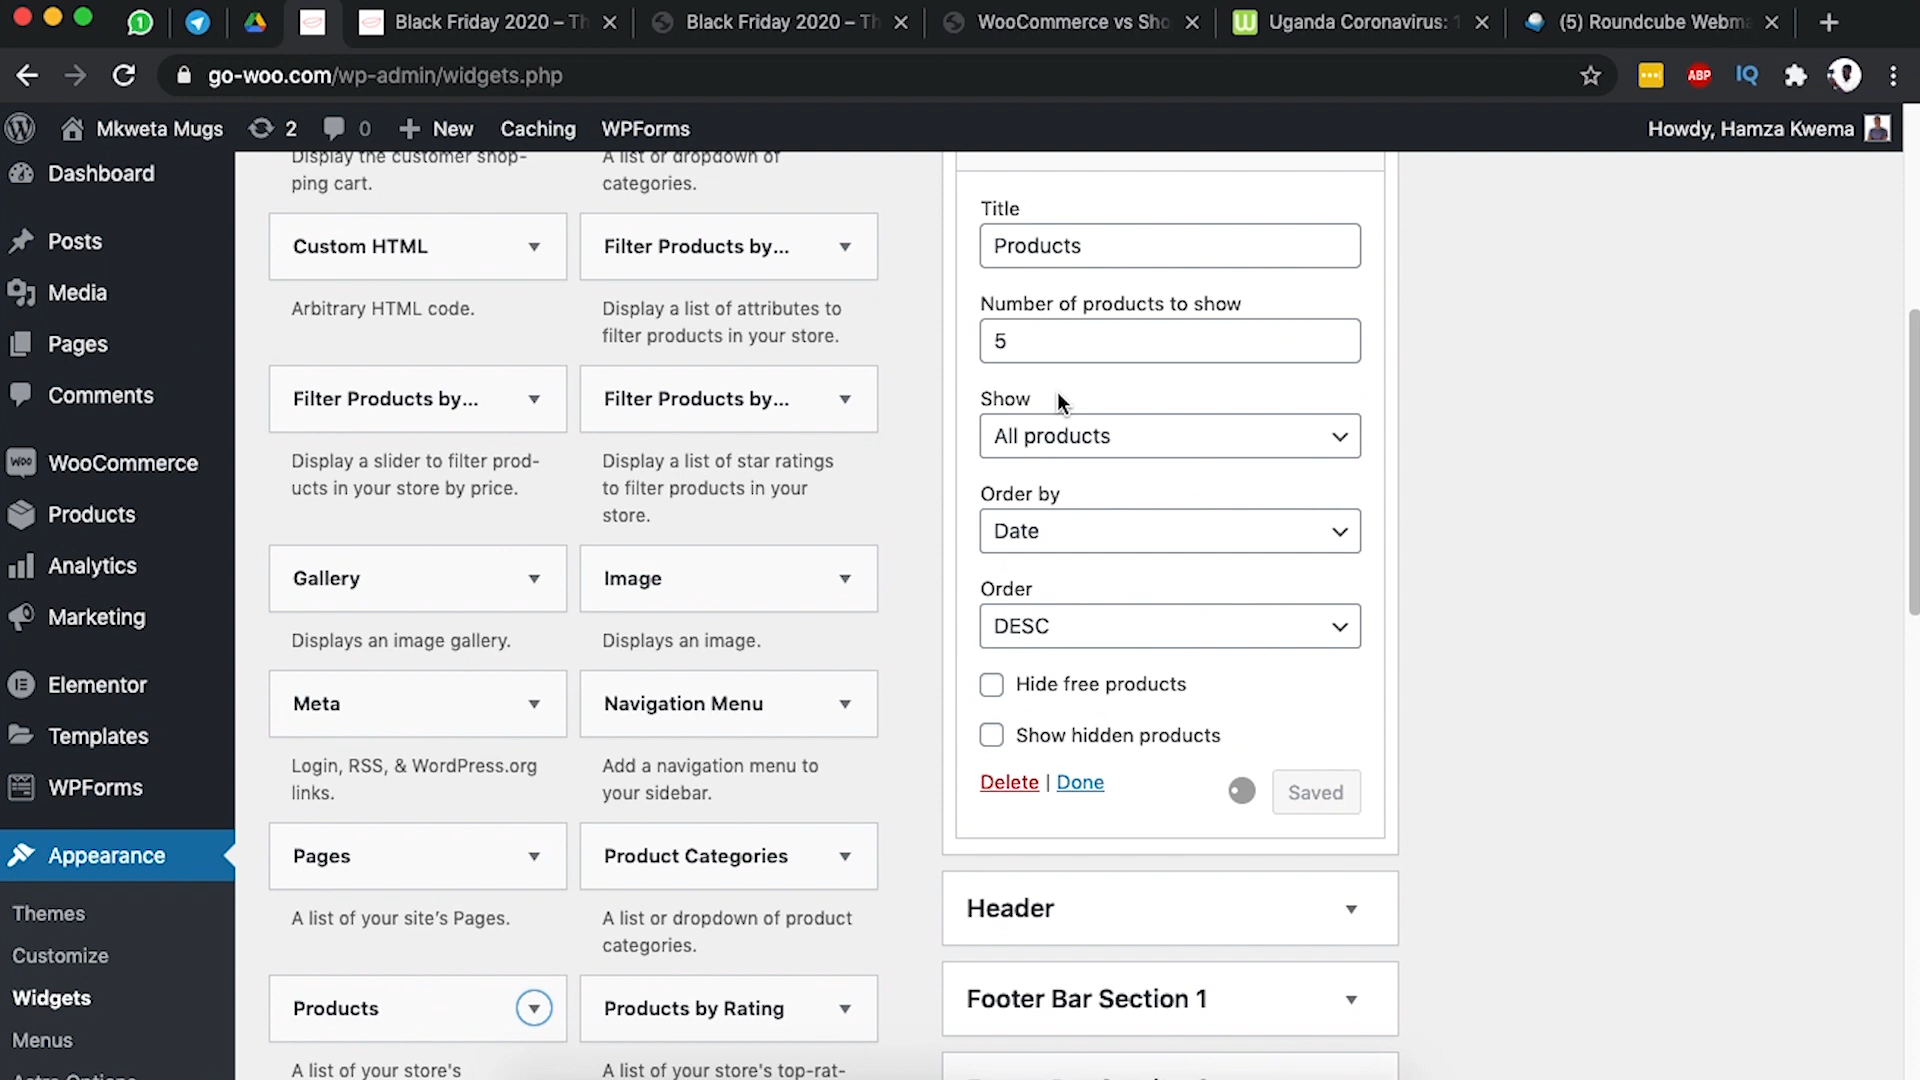 Black Friday 2020 – Th
Black Friday 2020 – Th
WooCommerce vs Sho
Uganda Coronavirus: 1
(5) Roundcube Webma
go-woo.com/wp-admin/widgets.php
ABP
IQ
Mkweta Mugs
2
0
New
Caching
WPForms
Howdy, Hamza Kwema
Dashboard
Posts
Media
Pages
Comments
WooCommerce
Products
Analytics
Marketing
Elementor
Templates
WPForms
Appearance
Themes
Customize
Widgets
Menus
Display the customer shop-
ping cart.
A list or dropdown of
categories.
Custom HTML
Arbitrary HTML code.
Filter Products by...
Display a list of attributes to
filter products in your store.
Filter Products by...
Display a slider to filter prod-
ucts in your store by price.
Filter Products by...
Display a list of star ratings
to filter products in your
store.
Gallery
Displays an image gallery.
Image
Displays an image.
Meta
Login, RSS, & WordPress.org
links.
Navigation Menu
Add a navigation menu to
your sidebar.
Pages
A list of your site's Pages.
Product Categories
A list or dropdown of product
categories.
Products
A list of your store's
Products by Rating
A list of your store's top-rat-
Title
Products
Number of products to show
5
Show
All products
Order by
Date
Order
DESC
Hide free products
Show hidden products
Delete | Done
Saved
Header
Footer Bar Section 1